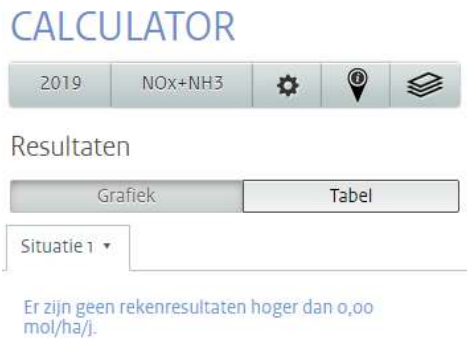 CALCULATOR
2019 NOx+NH3
Resultaten
Grafiek Tabel
Situatie 1
Er zijn geen rekenresultaten hoger dan 0,00
mol/ha/j.